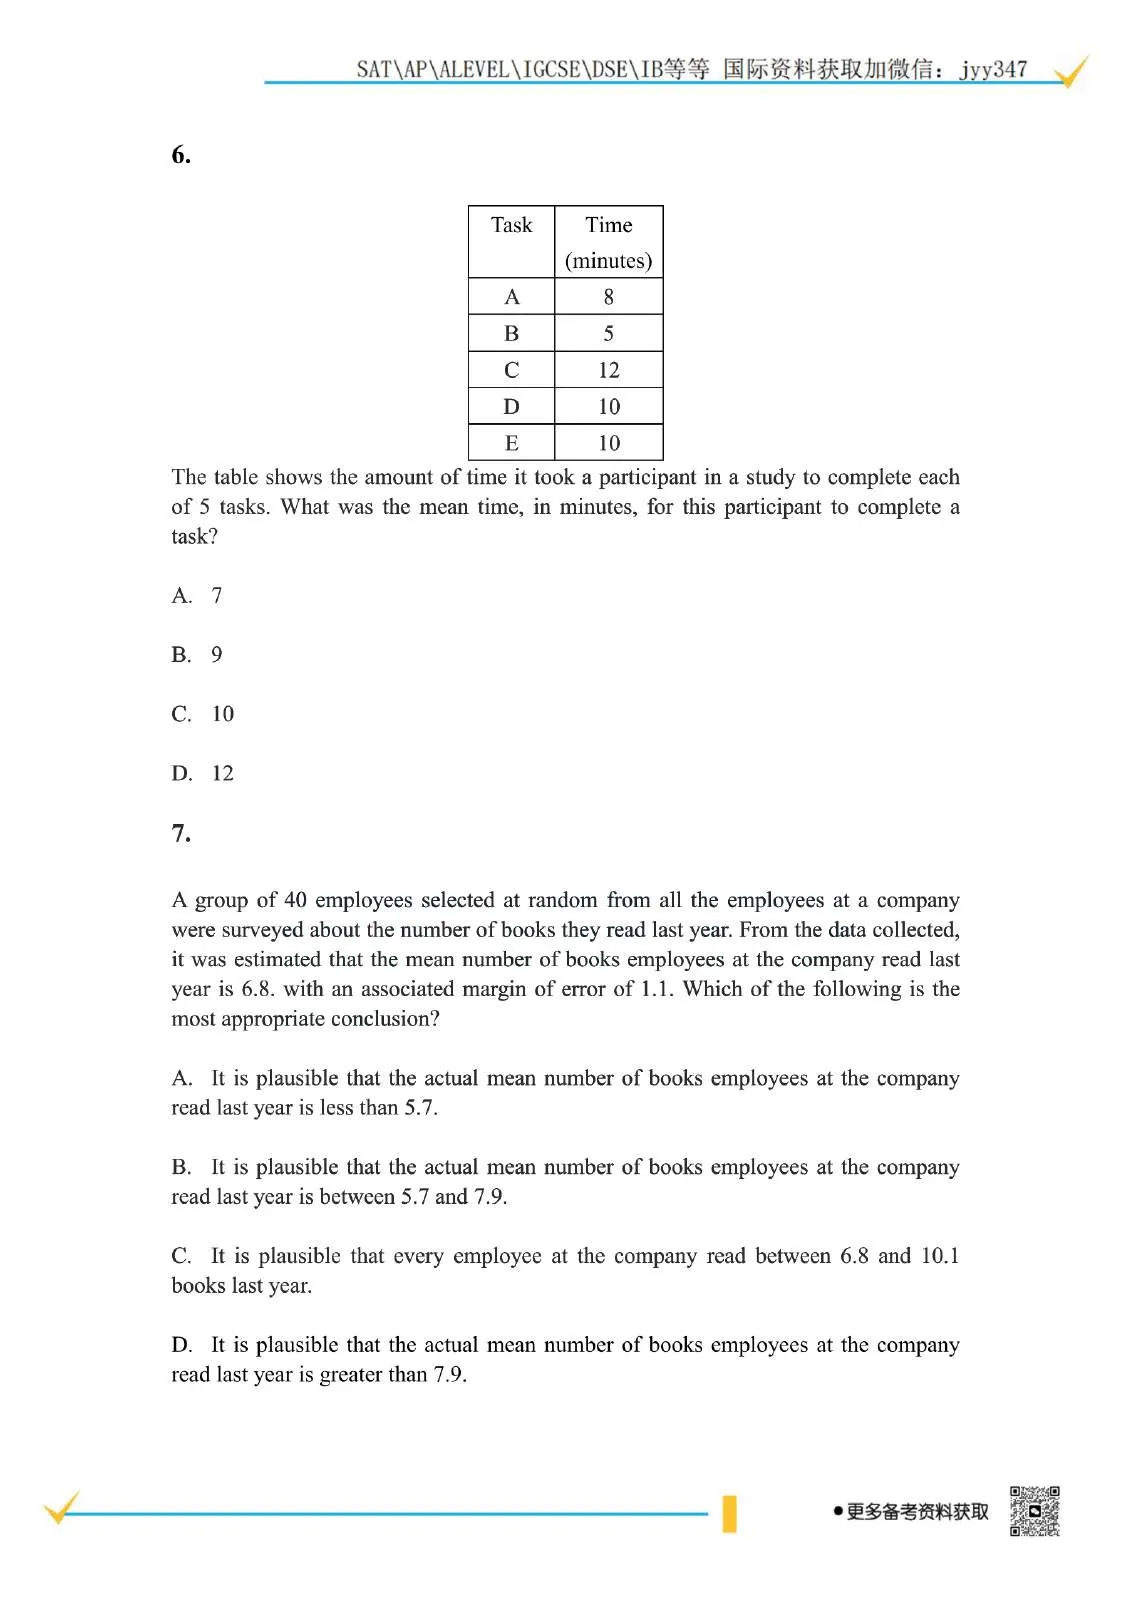 SAT\AP\ALEVEL\IGCSE\DSE\IB等等 国际资料获取加微信：jyy347
6.
Task Time
(minutes)
A 8
B 5
C 12
D 10
E 10
The table shows the amount of time it took a participant in a study to complete each
of 5 tasks. What was the mean time, in minutes, for this participant to complete a
task?
A. 7
B. 9
C. 10
D. 12
7.
A group of 40 employees selected at random from all the employees at a company
were surveyed about the number of books they read last year. From the data collected,
it was estimated that the mean number of books employees at the company read last
year is 6.8. with an associated margin of error of 1.1. Which of the following is the
most appropriate conclusion?
A. It is plausible that the actual mean number of books employees at the company
read last year is less than 5.7.
B. It is plausible that the actual mean number of books employees at the company
read last year is between 5.7 and 7.9.
C. It is plausible that every employee at the company read between 6.8 and 10.1
books last year.
D. It is plausible that the actual mean number of books employees at the company
read last year is greater than 7.9.
●更多备考资料获取